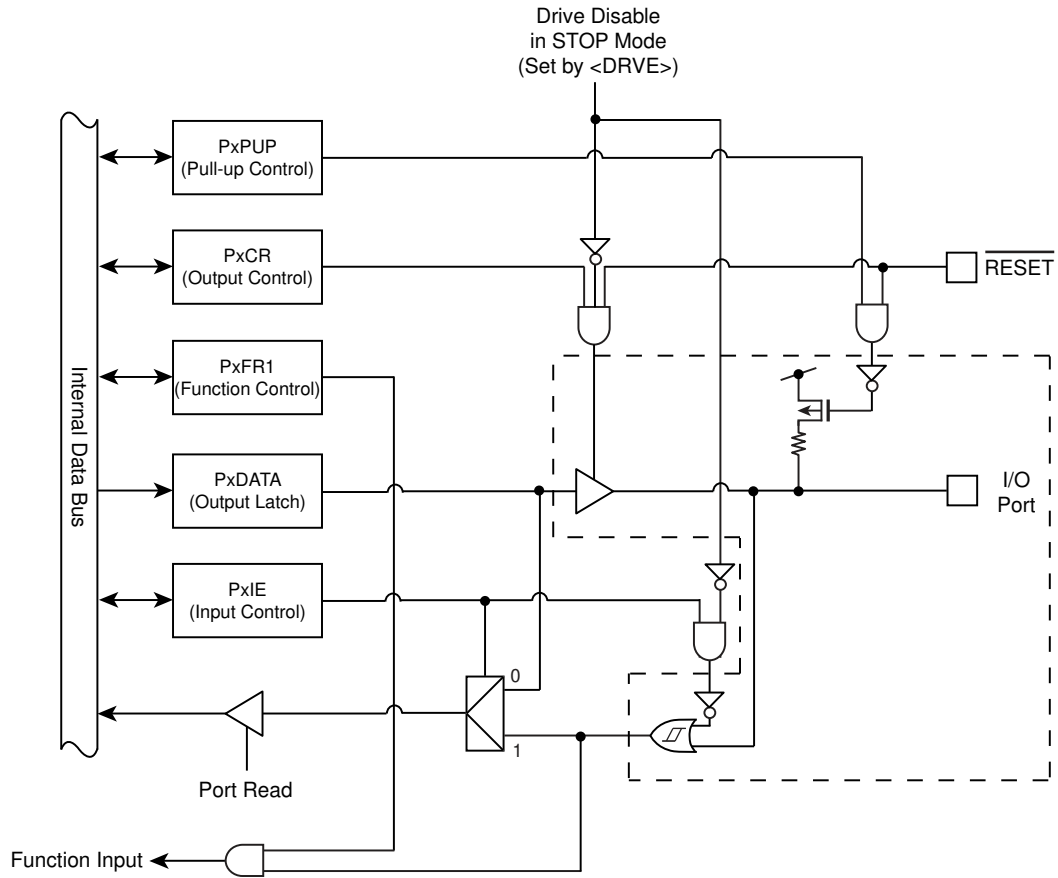 Drive Disable
in STOP Mode
(Set by <DRVE>)
PxPUP
(Pull-up Control)
PxCR
(Output Control)
RESET
PxFR1
(Function Control)
Internal Data Bus
PxDATA
(Output Latch)
I/O
Port
PxIE
(Input Control)
0
1
Port Read
Function Input